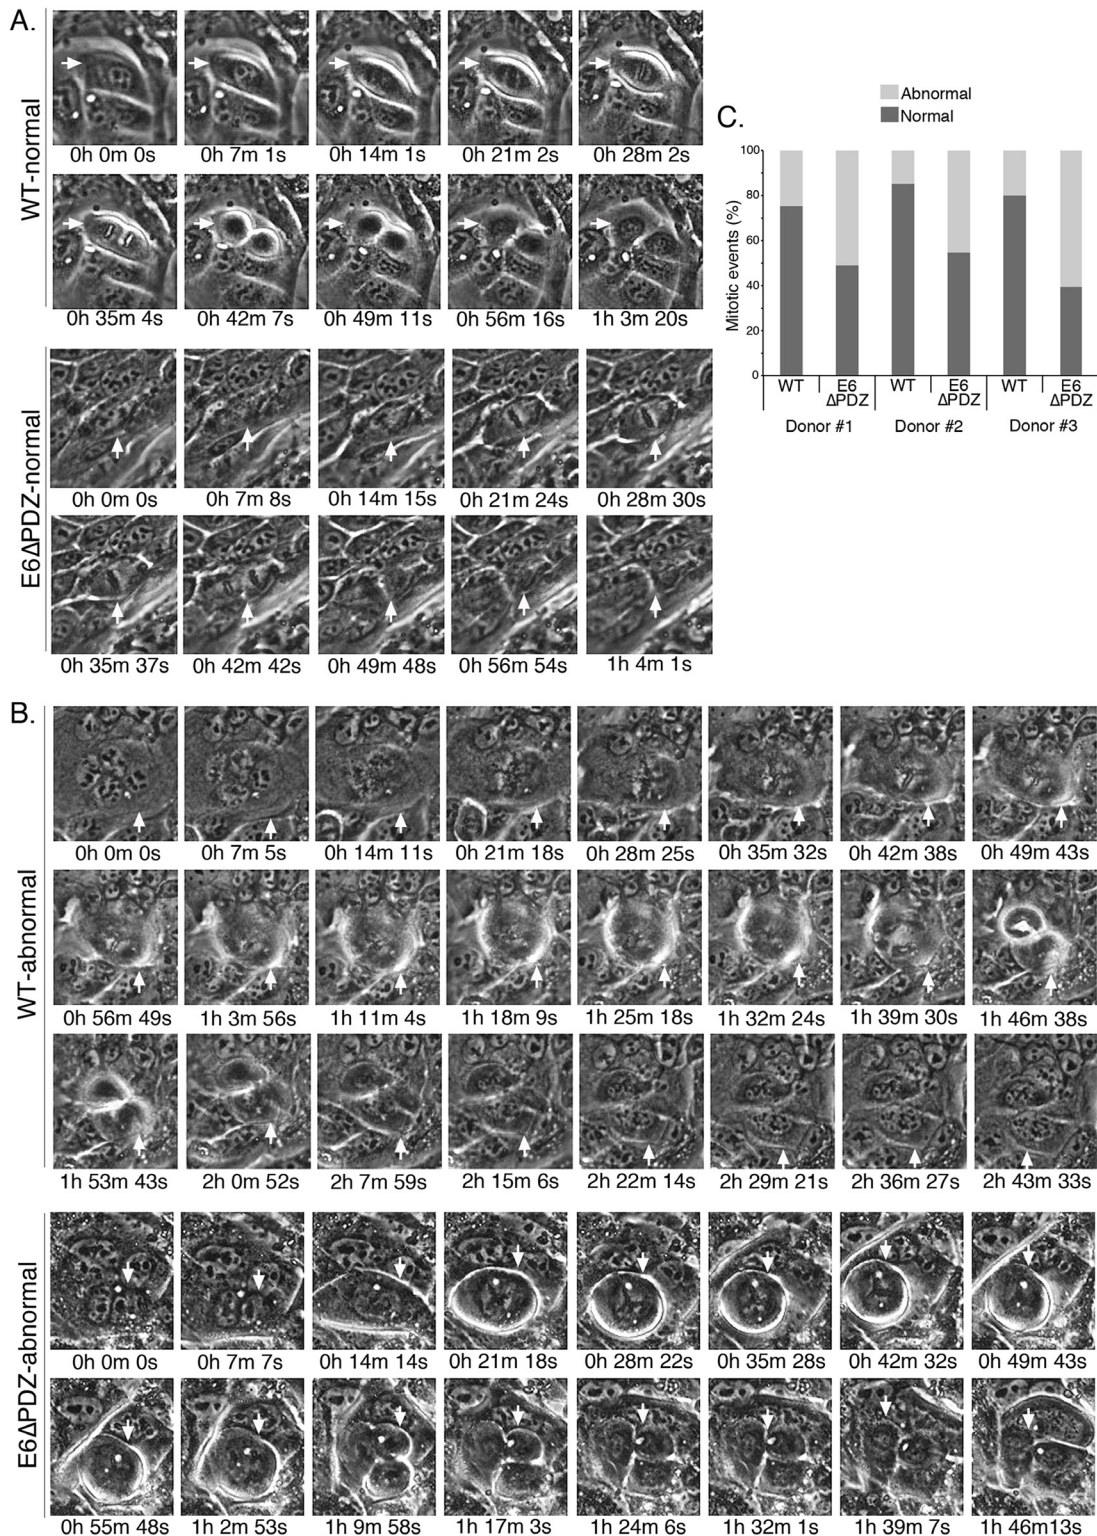 A.
WT-normal
0h 0m 0s 0h 7m 1s 0h 14m 1s 0h 21m 2s 0h 28m 2s
0h 35m 4s 0h 42m 7s 0h 49m 11s 0h 56m 16s 1h 3m 20s
E6ΔPDZ-normal
0h 0m 0s 0h 7m 8s 0h 14m 15s 0h 21m 24s 0h 28m 30s
0h 35m 37s 0h 42m 42s 0h 49m 48s 0h 56m 54s 1h 4m 1s
C.
Abnormal
Normal
Mitotic events (%)
100
80
60
40
20
0
WT E6 WT E6 WT E6
ΔPDZ ΔPDZ ΔPDZ
Donor #1 Donor #2 Donor #3
B.
WT-abnormal
0h 0m 0s 0h 7m 5s 0h 14m 11s 0h 21m 18s 0h 28m 25s 0h 35m 32s 0h 42m 38s 0h 49m 43s
0h 56m 49s 1h 3m 56s 1h 11m 4s 1h 18m 9s 1h 25m 18s 1h 32m 24s 1h 39m 30s 1h 46m 38s
1h 53m 43s 2h 0m 52s 2h 7m 59s 2h 15m 6s 2h 22m 14s 2h 29m 21s 2h 36m 27s 2h 43m 33s
E6ΔPDZ-abnormal
0h 0m 0s 0h 7m 7s 0h 14m 14s 0h 21m 18s 0h 28m 22s 0h 35m 28s 0h 42m 32s 0h 49m 43s
0h 55m 48s 1h 2m 53s 1h 9m 58s 1h 17m 3s 1h 24m 6s 1h 32m 1s 1h 39m 7s 1h 46m 13s